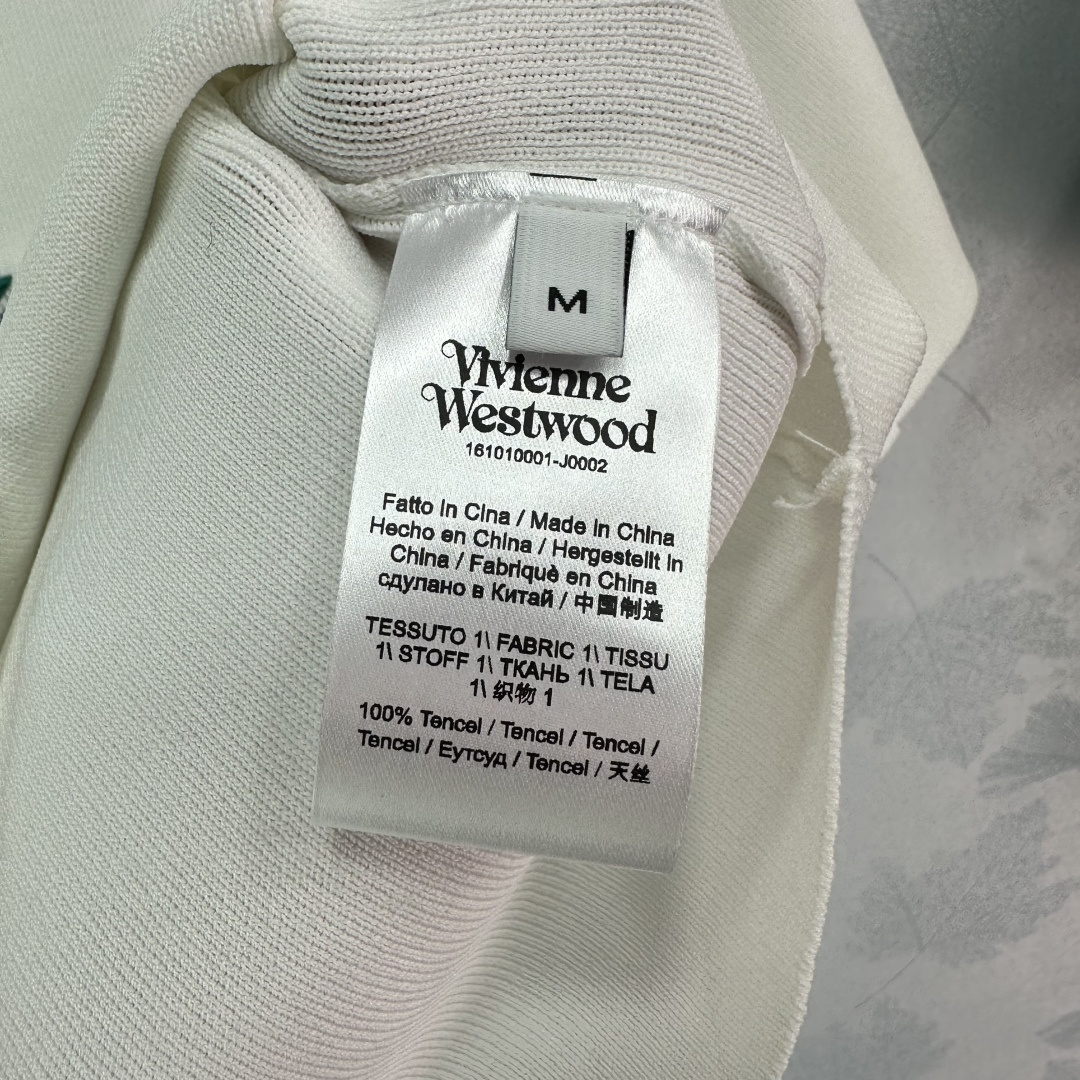 M
Vivienne
Westwood
161010001-J0002
Fatto in Cina / Made in China
Hecho en China / Hergestellt in
China / Fabriquè en China
сдулано в Китай / 中国制造
TESSUTO 1\ FABRIC 1\ TISSU
1\ STOFF 1\ ТКАНЬ 1\ TELA
1\ 织物 1
100% Tencel / Tencel / Tencel /
Tencel / Еутсуд / Tencel / 天丝